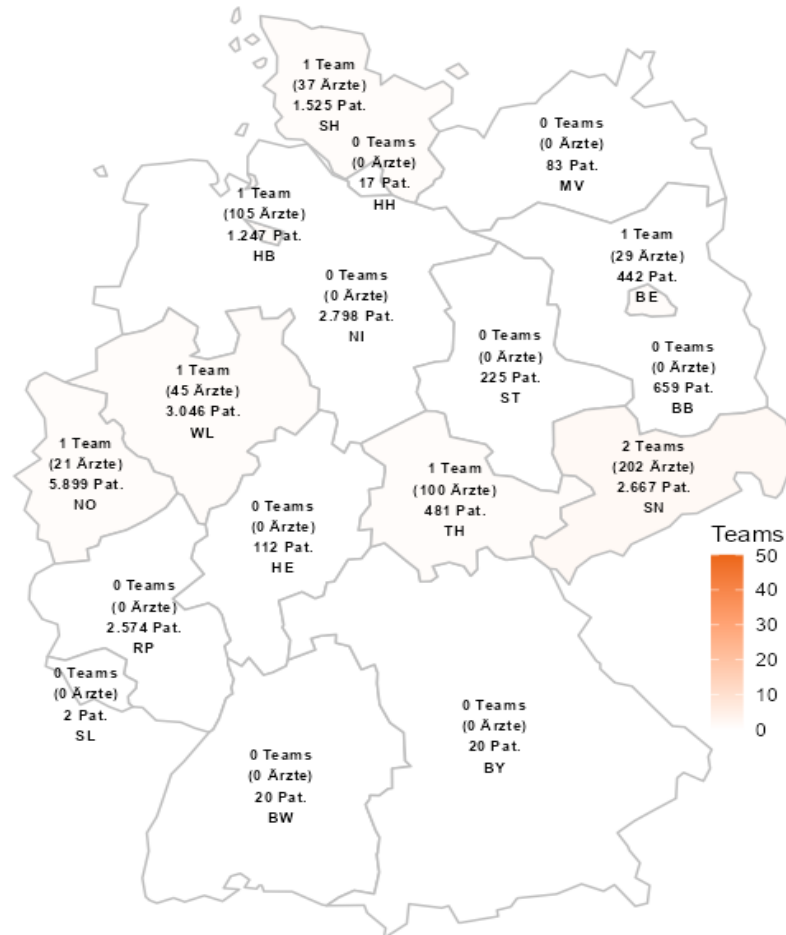 1 Team
(37 Ärzte)
1.525 Pat.
SH
0 Teams
(0 Ärzte)
17 Pat.
HH
0 Teams
(0 Ärzte)
83 Pat.
MV
1 Team
(105 Ärzte)
1.247 Pat.
HB
1 Team
(29 Ärzte)
442 Pat.
BE
0 Teams
(0 Ärzte)
2.798 Pat.
NI
0 Teams
(0 Ärzte)
225 Pat.
ST
0 Teams
(0 Ärzte)
659 Pat.
BB
1 Team
(45 Ärzte)
3.046 Pat.
WL
1 Team
(21 Ärzte)
5.899 Pat.
NO
0 Teams
(0 Ärzte)
112 Pat.
HE
1 Team
(100 Ärzte)
481 Pat.
TH
2 Teams
(202 Ärzte)
2.667 Pat.
SN
0 Teams
(0 Ärzte)
2.574 Pat.
RP
0 Teams
(0 Ärzte)
2 Pat.
SL
0 Teams
(0 Ärzte)
20 Pat.
BW
0 Teams
(0 Ärzte)
20 Pat.
BY
Teams
50
40
30
20
10
0